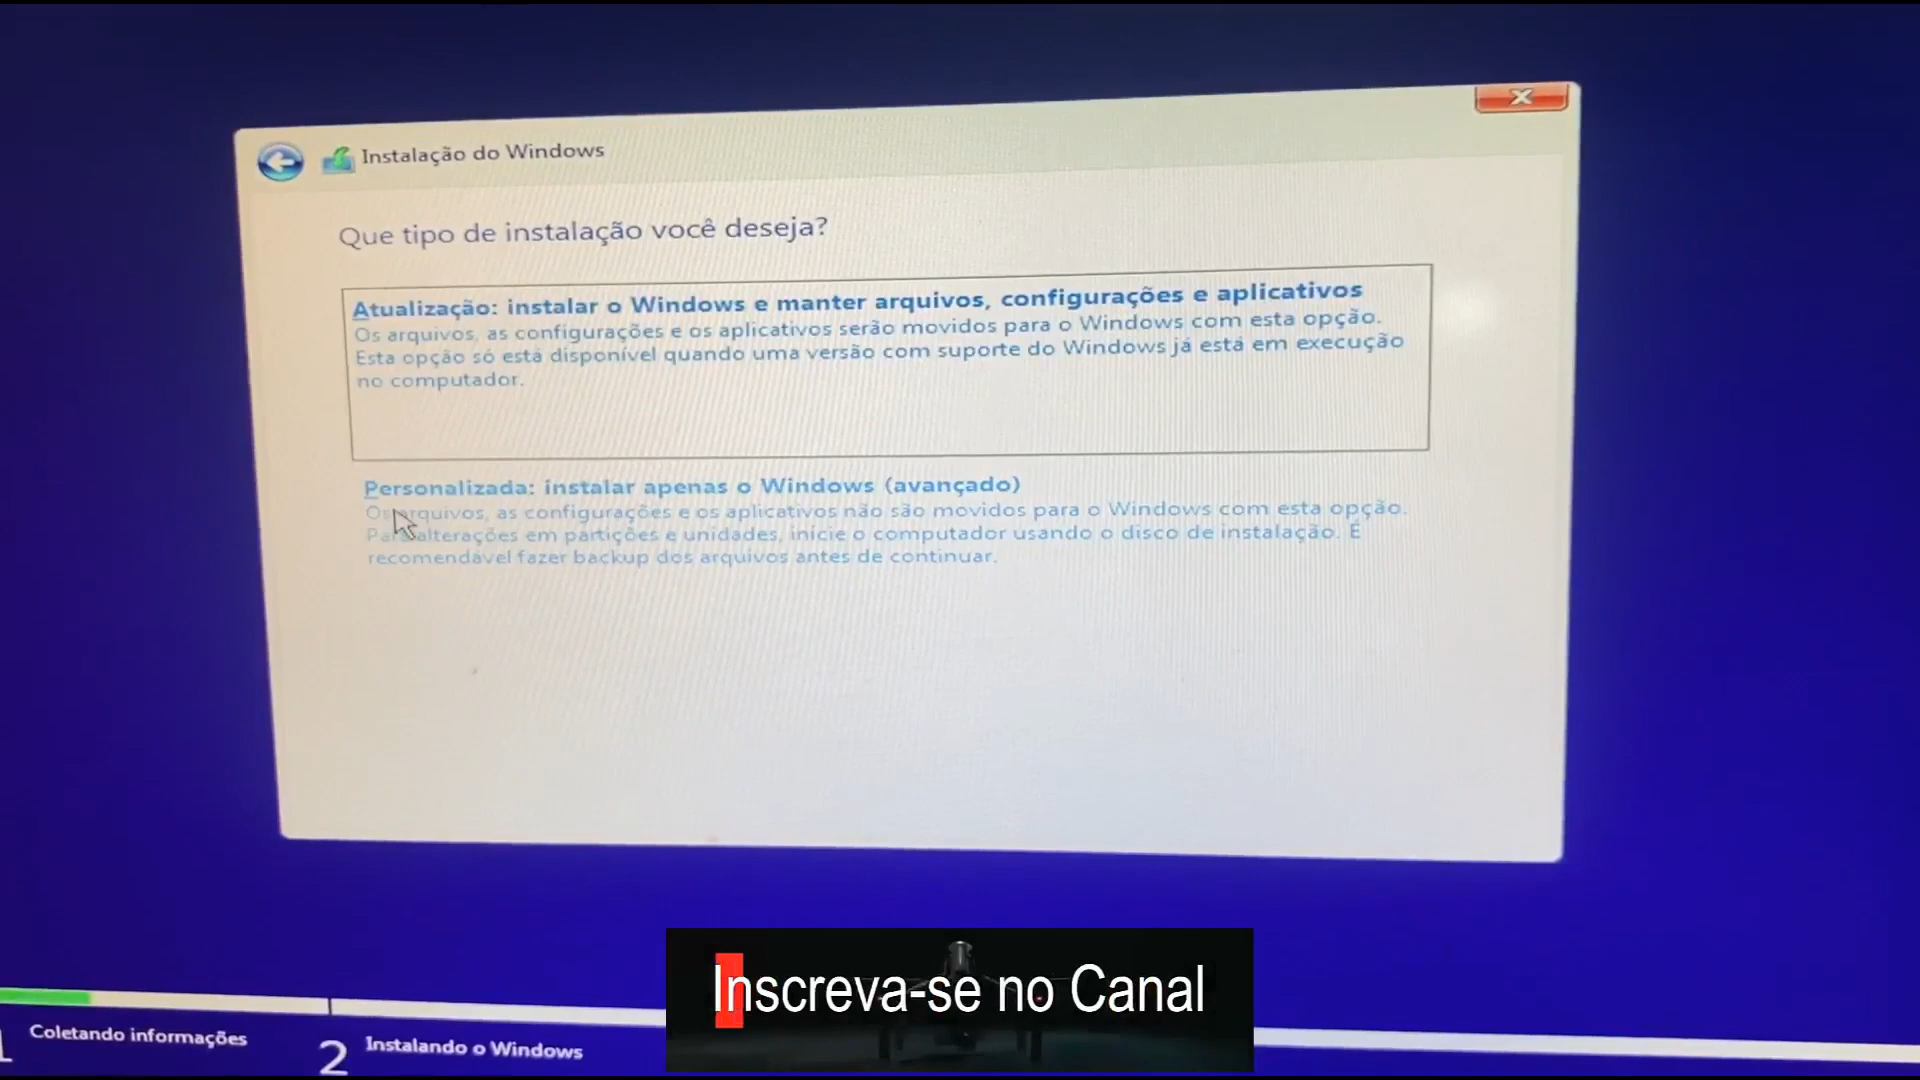 Instalação do Windows
Que tipo de instalação você deseja?
Atualização: instalar o Windows e manter arquivos, configurações e aplicativos
Os arquivos, as configurações e os aplicativos serão movidos para o Windows com esta opção.
Esta opção só está disponível quando uma versão com suporte do Windows já está em execução
no computador.
Personalizada: instalar apenas o Windows (avançado)
Os arquivos, as configurações e os aplicativos não são movidos para o Windows com esta opção.
Para alterações em partições e unidades, inicie o computador usando o disco de instalação. É
recomendável fazer backup dos arquivos antes de continuar.
Inscreva-se no Canal
1 Coletando informações
2 Instalando o Windows